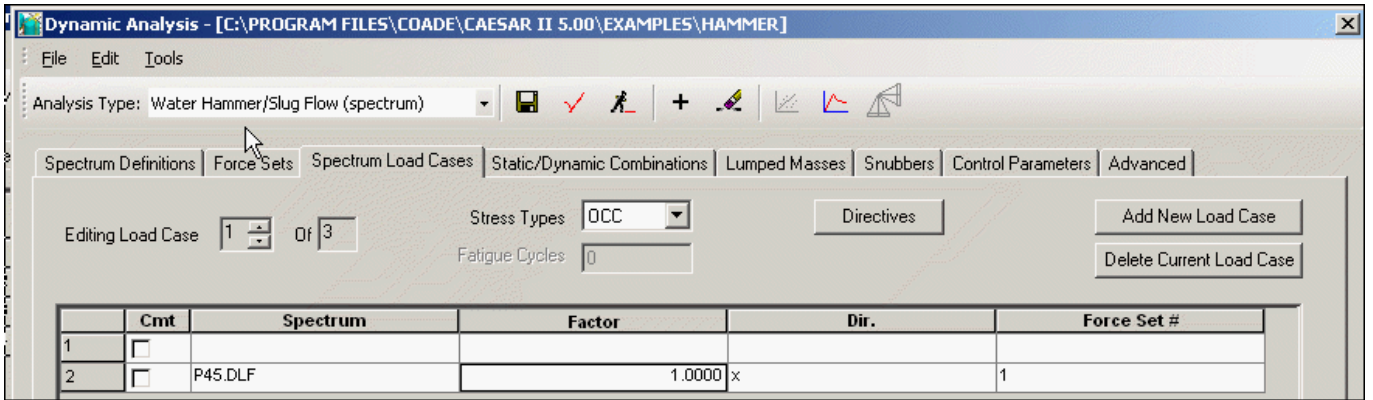 Dynamic Analysis - [C:\PROGRAM FILES\COADE\CAESAR II 5.00\EXAMPLES\HAMMER]
File Edit Tools
Analysis Type: Water Hammer/Slug Flow (spectrum)
Spectrum Definitions Force Sets Spectrum Load Cases Static/Dynamic Combinations Lumped Masses Snubbers Control Parameters Advanced
Editing Load Case 1 Of 3 Stress Types OCC Directives Add New Load Case
Fatigue Cycles 0 Delete Current Load Case
Cmt Spectrum Factor Dir. Force Set #
1
2 P45.DLF 1.0000 x 1